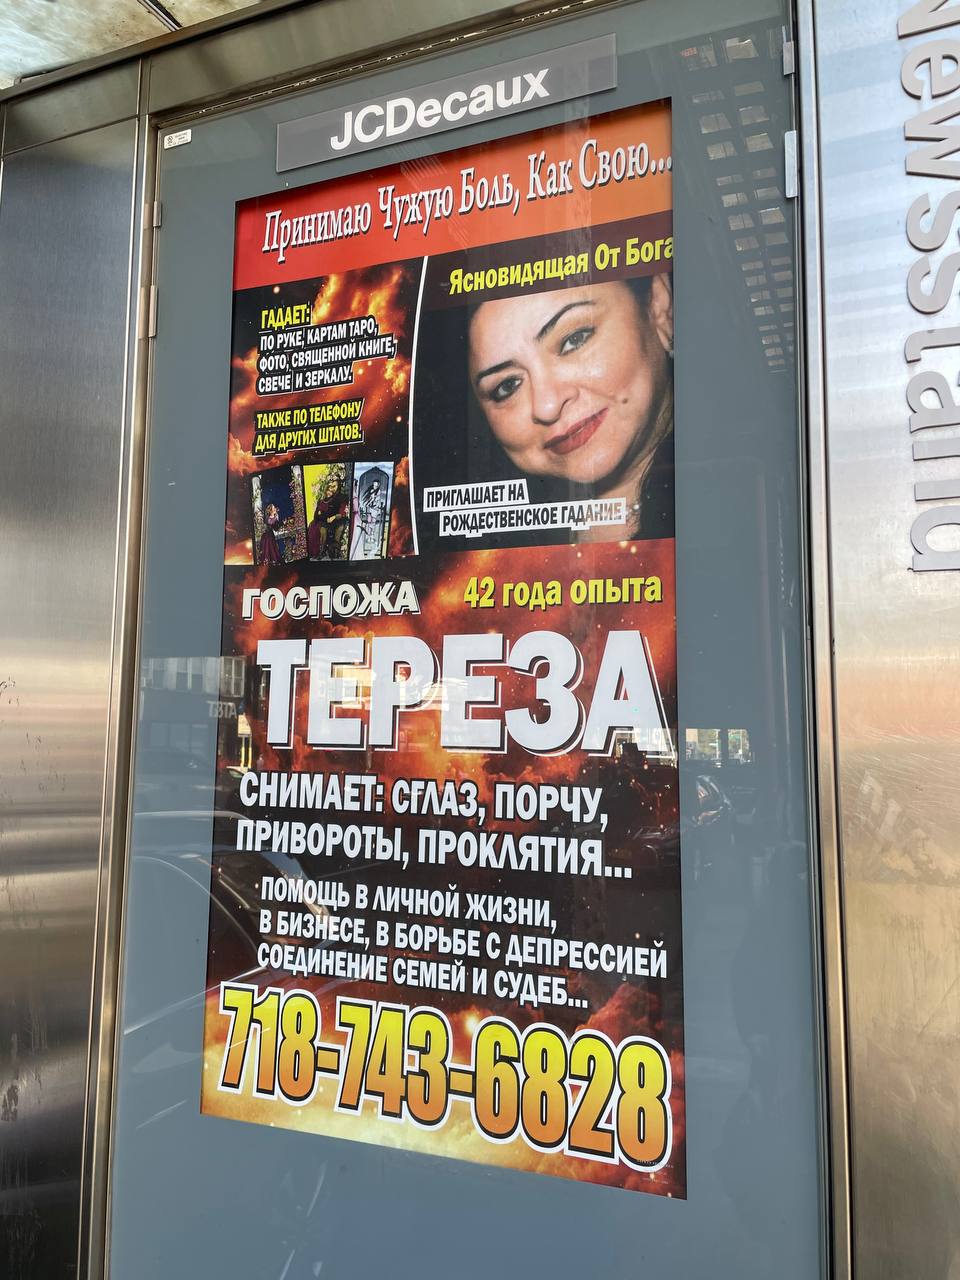 JCDecaux
Newsstand
Принимаю Чужую Боль, Как Свою...
Ясновидящая От Бога
ГАДАЕТ:
ПО РУКЕ, КАРТАМ ТАРО,
ФОТО, СВЯЩЕННОЙ КНИГЕ,
СВЕЧЕ И ЗЕРКАЛУ.
ТАКЖЕ ПО ТЕЛЕФОНУ
ДЛЯ ДРУГИХ ШТАТОВ.
ПРИГЛАШАЕТ НА
РОЖДЕСТВЕНСКОЕ ГАДАНИЕ
ГОСПОЖА
42 года опыта
ТЕРЕЗА
СНИМАЕТ: СГЛАЗ, ПОРЧУ,
ПРИВОРОТЫ, ПРОКЛЯТИЯ...
ПОМОЩЬ В ЛИЧНОЙ ЖИЗНИ,
В БИЗНЕСЕ, В БОРЬБЕ С ДЕПРЕССИЕЙ
СОЕДИНЕНИЕ СЕМЕЙ И СУДЕБ...
718-743-6828